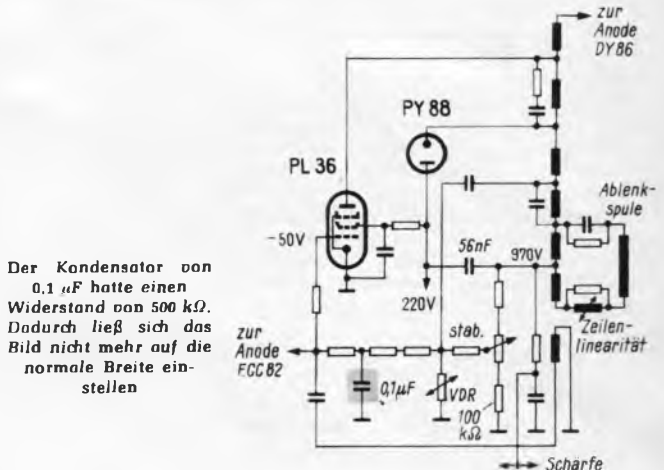 zur
Anode
DY 86
PY 88
PL 36
Ablenk-
spule
-50V
56nF
970V
220V
Der Kondensator von
0,1 µF hatte einen
Widerstand von 500 kΩ.
Dadurch ließ sich das
Bild nicht mehr auf die
normale Breite ein-
stellen
zur
Anode
ECC 82
stab.
Zeilen-
linearität
0,1µF
VDR
100
kΩ
Schärfe